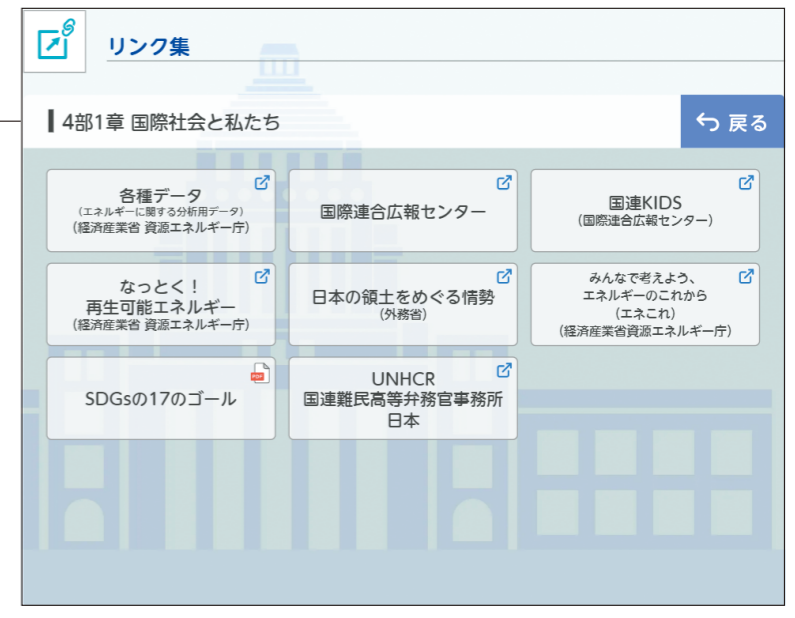 リンク集
4部1章 国際社会と私たち
戻る
各種データ
(エネルギーに関する分析用データ)
(経済産業省 資源エネルギー庁)
国際連合広報センター
国連KIDS
(国際連合広報センター)
なっとく!
再生可能エネルギー
(経済産業省 資源エネルギー庁)
日本の領土をめぐる情勢
(外務省)
みんなで考えよう、
エネルギーのこれから
(エネこれ)
(経済産業省資源エネルギー庁)
PDF
SDGsの17のゴール
UNHCR
国連難民高等弁務官事務所
日本